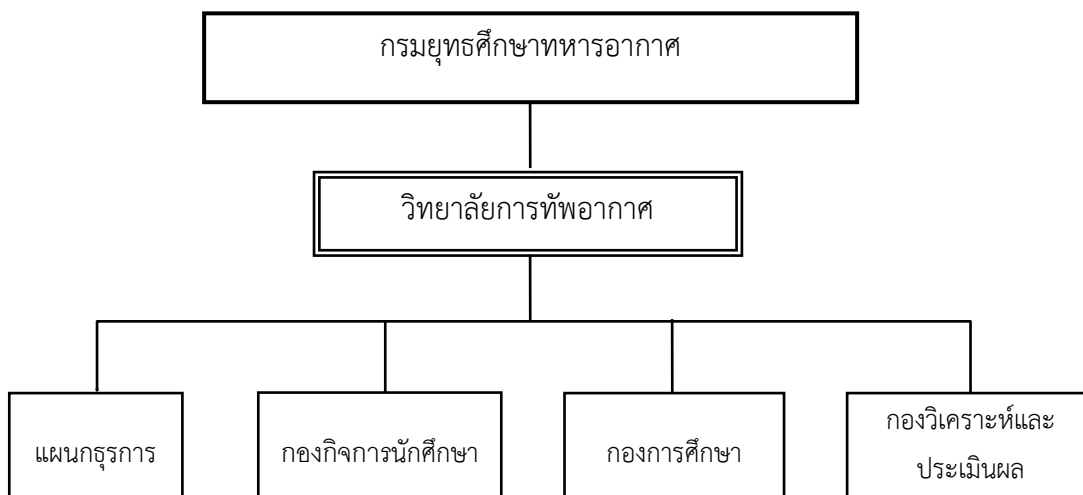 กรมยุทธศึกษาทหารอากาศ
วิทยาลัยการทัพอากาศ
แผนกธุรการ
กองกิจการนักศึกษา
กองการศึกษา
กองวิเคราะห์และ
ประเมินผล